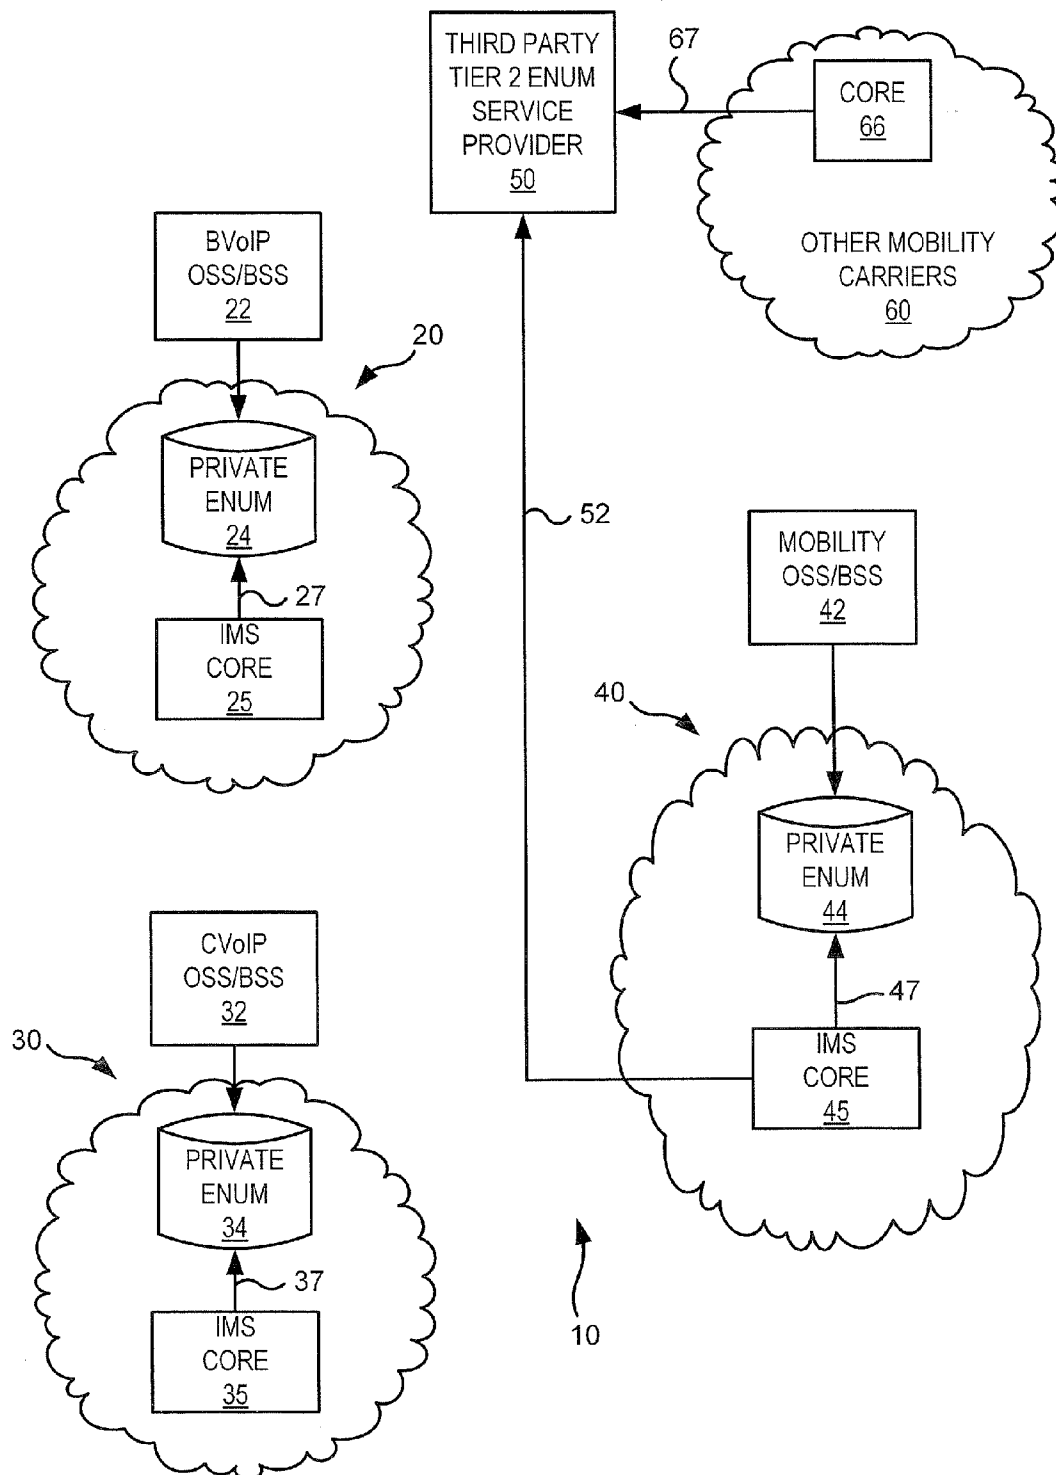 THIRD PARTY
TIER 2 ENUM
SERVICE
PROVIDER
50
67
CORE
66
OTHER MOBILITY
CARRIERS
60
BVoIP
OSS/BSS
22
20
PRIVATE
ENUM
24
27
IMS
CORE
25
52
MOBILITY
OSS/BSS
42
40
PRIVATE
ENUM
44
47
IMS
CORE
45
CVoIP
OSS/BSS
32
30
PRIVATE
ENUM
34
37
IMS
CORE
35
10